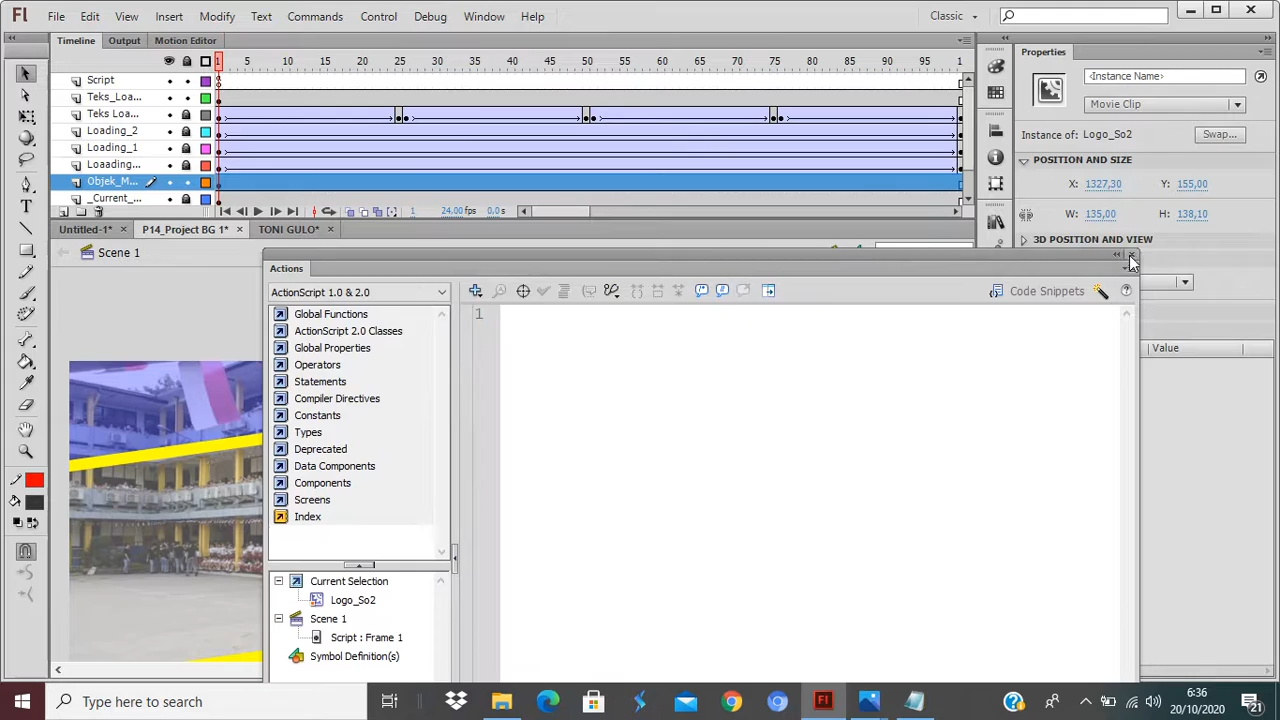 Fl File Edit View Insert Modify Text Commands Control Debug Window Help Classic
Timeline Output Motion Editor Properties
1 5 10 15 20 25 30 35 40 45 50 55 60 65 70 75 80 85 90 95 1
Script
Teks_Loa...
Teks Loa...
Loading_2
Loading_1
Loaading...
Objek_M...
_Current_...
1 24,00 fps 0,0 s
<Instance Name>
Movie Clip
Instance of: Logo_So2 Swap...
POSITION AND SIZE
X: 1327,30 Y: 155,00
W: 135,00 H: 138,10
3D POSITION AND VIEW
Untitled-1* P14_Project BG 1* TONI GULO*
Scene 1
Actions
ActionScript 1.0 & 2.0 Code Snippets
Global Functions 1
ActionScript 2.0 Classes
Global Properties
Operators
Statements
Compiler Directives
Constants
Types
Deprecated
Data Components
Components
Screens
Index
Value
Current Selection
Logo_So2
Scene 1
Script : Frame 1
Symbol Definition(s)
Type here to search
6:36
20/10/2020
21